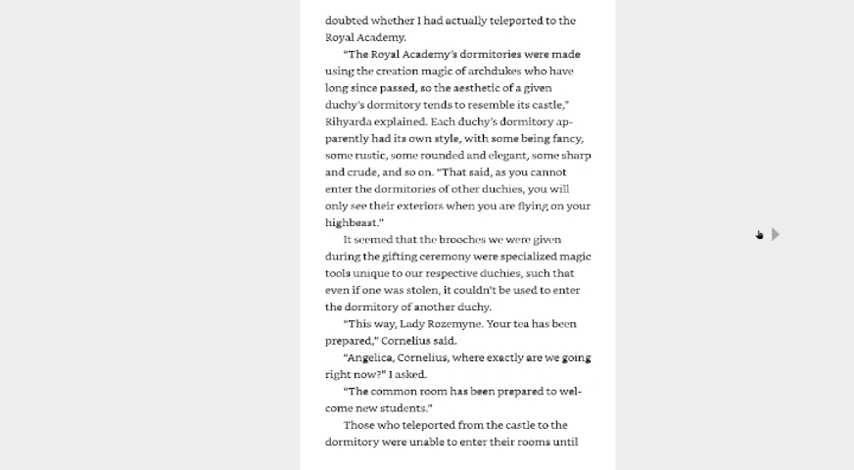 doubted whether I had actually teleported to the
Royal Academy.
“The Royal Academy’s dormitories were made
using the creation magic of archdukes who have
long since passed, so the aesthetic of a given
duchy’s dormitory tends to resemble its castle,”
Rihyarda explained. Each duchy’s dormitory ap-
parently had its own style, with some being fancy,
some rustic, some rounded and elegant, some sharp
and crude, and so on. “That said, as you cannot
enter the dormitories of other duchies, you will
only see their exteriors when you are flying on your
highbeast.”
It seemed that the brooches we were given
during the gifting ceremony were specialized magic
tools unique to our respective duchies, such that
even if one was stolen, it couldn’t be used to enter
the dormitory of another duchy.
“This way, Lady Rozemyne. Your tea has been
prepared,” Cornelius said.
“Angelica, Cornelius, where exactly are we going
right now?” I asked.
“The common room has been prepared to wel-
come new students.”
Those who teleported from the castle to the
dormitory were unable to enter their rooms until